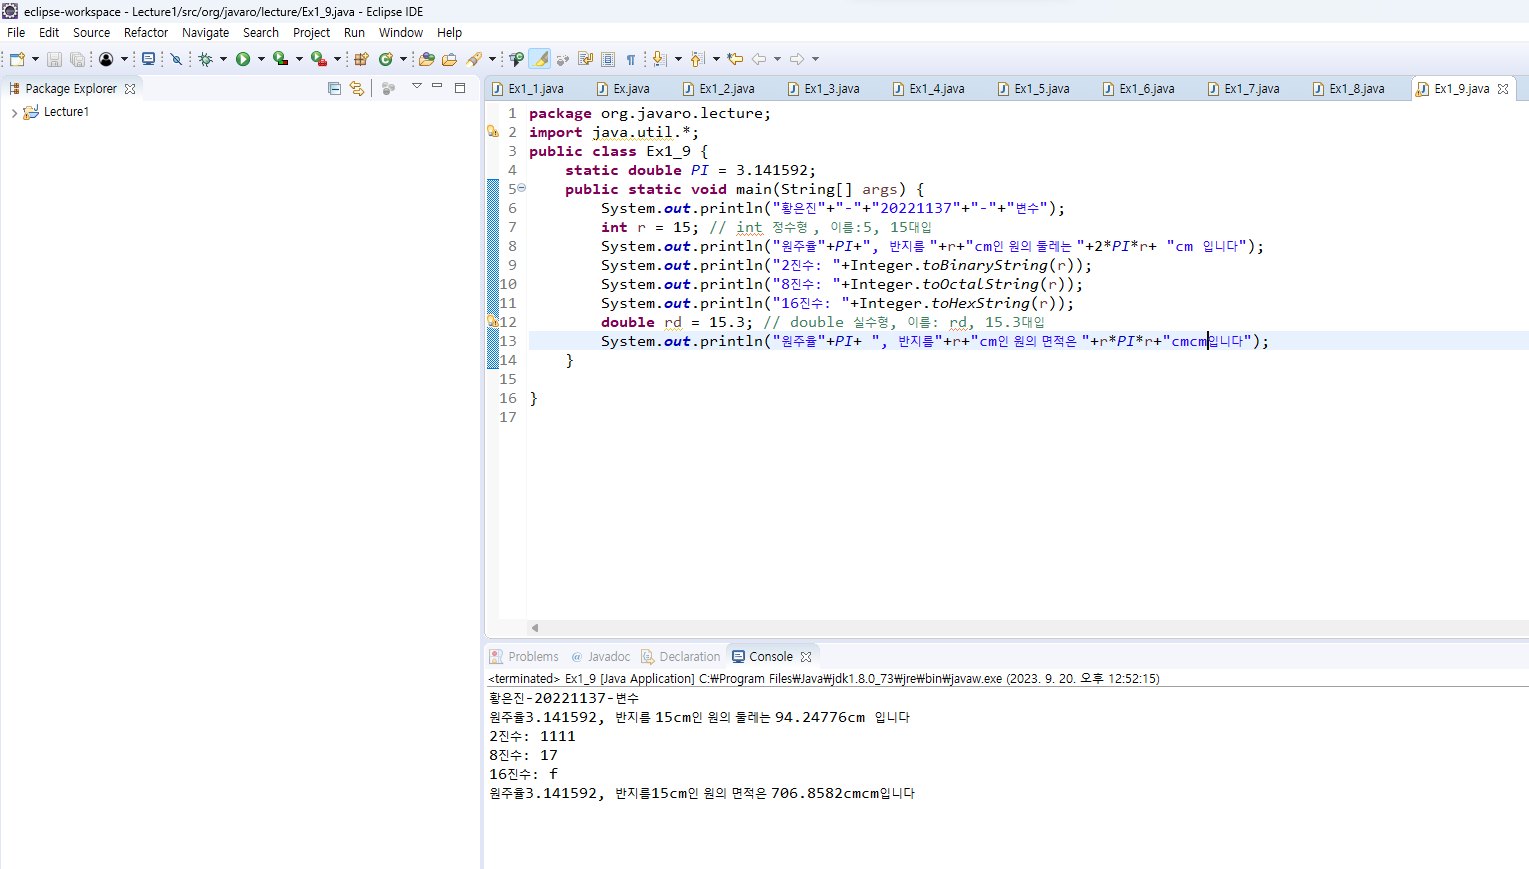 eclipse-workspace - Lecture1/src/org/javaro/lecture/Ex1_9.java - Eclipse IDE
File Edit Source Refactor Navigate Search Project Run Window Help
Package Explorer
Lecture1
Ex1_1.java Ex.java Ex1_2.java Ex1_3.java Ex1_4.java Ex1_5.java Ex1_6.java Ex1_7.java Ex1_8.java Ex1_9.java
1 package org.javaro.lecture;
2 import java.util.*;
3 public class Ex1_9 {
4 static double PI = 3.141592;
5 public static void main(String[] args) {
6 System.out.println("황은진"+"-"+"20221137"+"-"+"변수");
7 int r = 15; // int 정수형 , 이름:5, 15대입
8 System.out.println("원주율"+PI+", 반지름 "+r+"cm인 원의 둘레는 "+2*PI*r+ "cm 입니다");
9 System.out.println("2진수: "+Integer.toBinaryString(r));
10 System.out.println("8진수: "+Integer.toOctalString(r));
11 System.out.println("16진수: "+Integer.toHexString(r));
12 double rd = 15.3; // double 실수형, 이름: rd, 15.3대입
13 System.out.println("원주율"+PI+ ", 반지름"+r+"cm인 원의 면적은 "+r*PI*r+"cmcm입니다");
14 }
15
16 }
17
Problems @ Javadoc Declaration Console
<terminated> Ex1_9 [Java Application] C:₩Program Files₩Java₩jdk1.8.0_73₩jre₩bin₩javaw.exe (2023. 9. 20. 오후 12:52:15)
황은진-20221137-변수
원주율3.141592, 반지름 15cm인 원의 둘레는 94.24776cm 입니다
2진수: 1111
8진수: 17
16진수: f
원주율3.141592, 반지름15cm인 원의 면적은 706.8582cmcm입니다